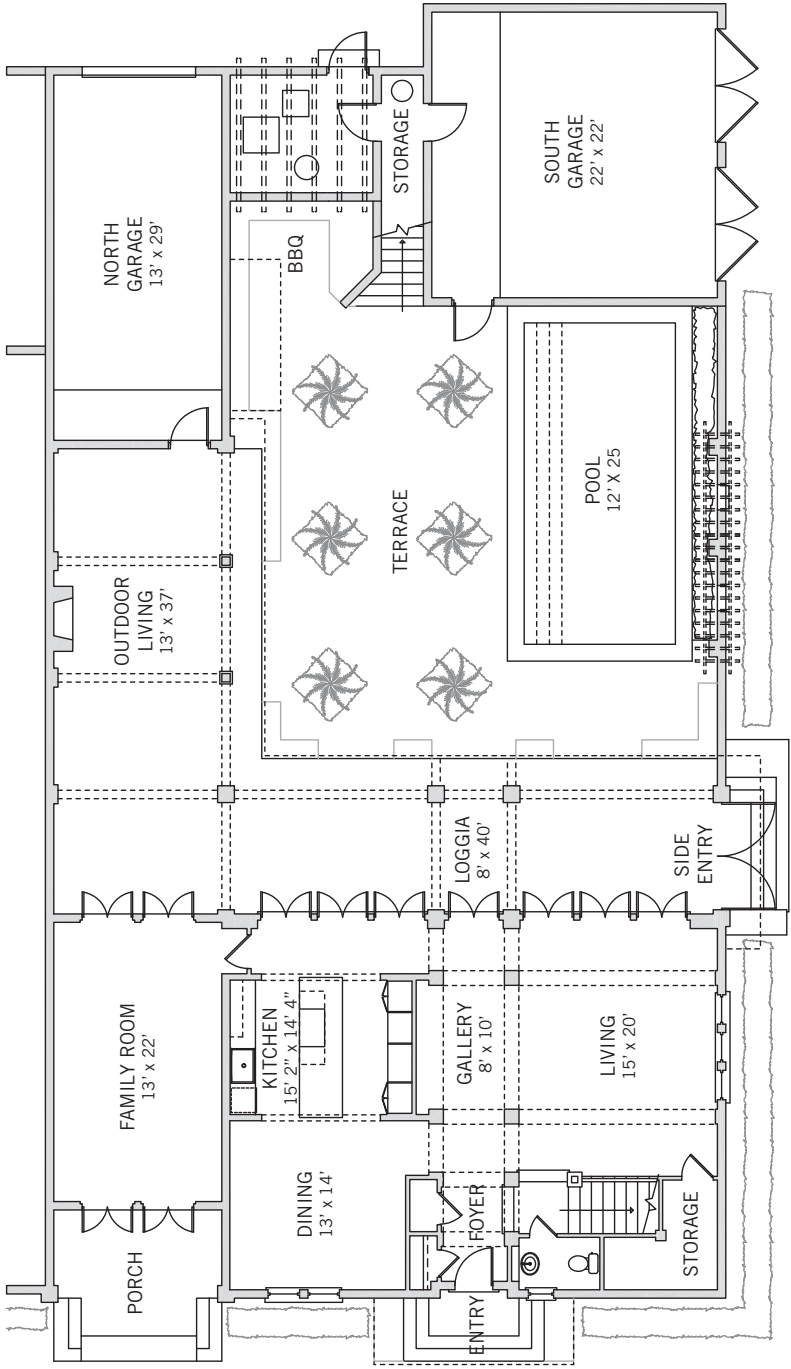 NORTH
GARAGE
13' x 29'
STORAGE
SOUTH
GARAGE
22' x 22'
BBQ
OUTDOOR
LIVING
13' x 37'
TERRACE
POOL
12' X 25
LOGGIA
8' x 40'
SIDE
ENTRY
FAMILY ROOM
13' x 22'
KITCHEN
15' 2" x 14' 4"
GALLERY
8' x 10'
LIVING
15' x 20'
DINING
13' x 14'
FOYER
STORAGE
PORCH
ENTRY